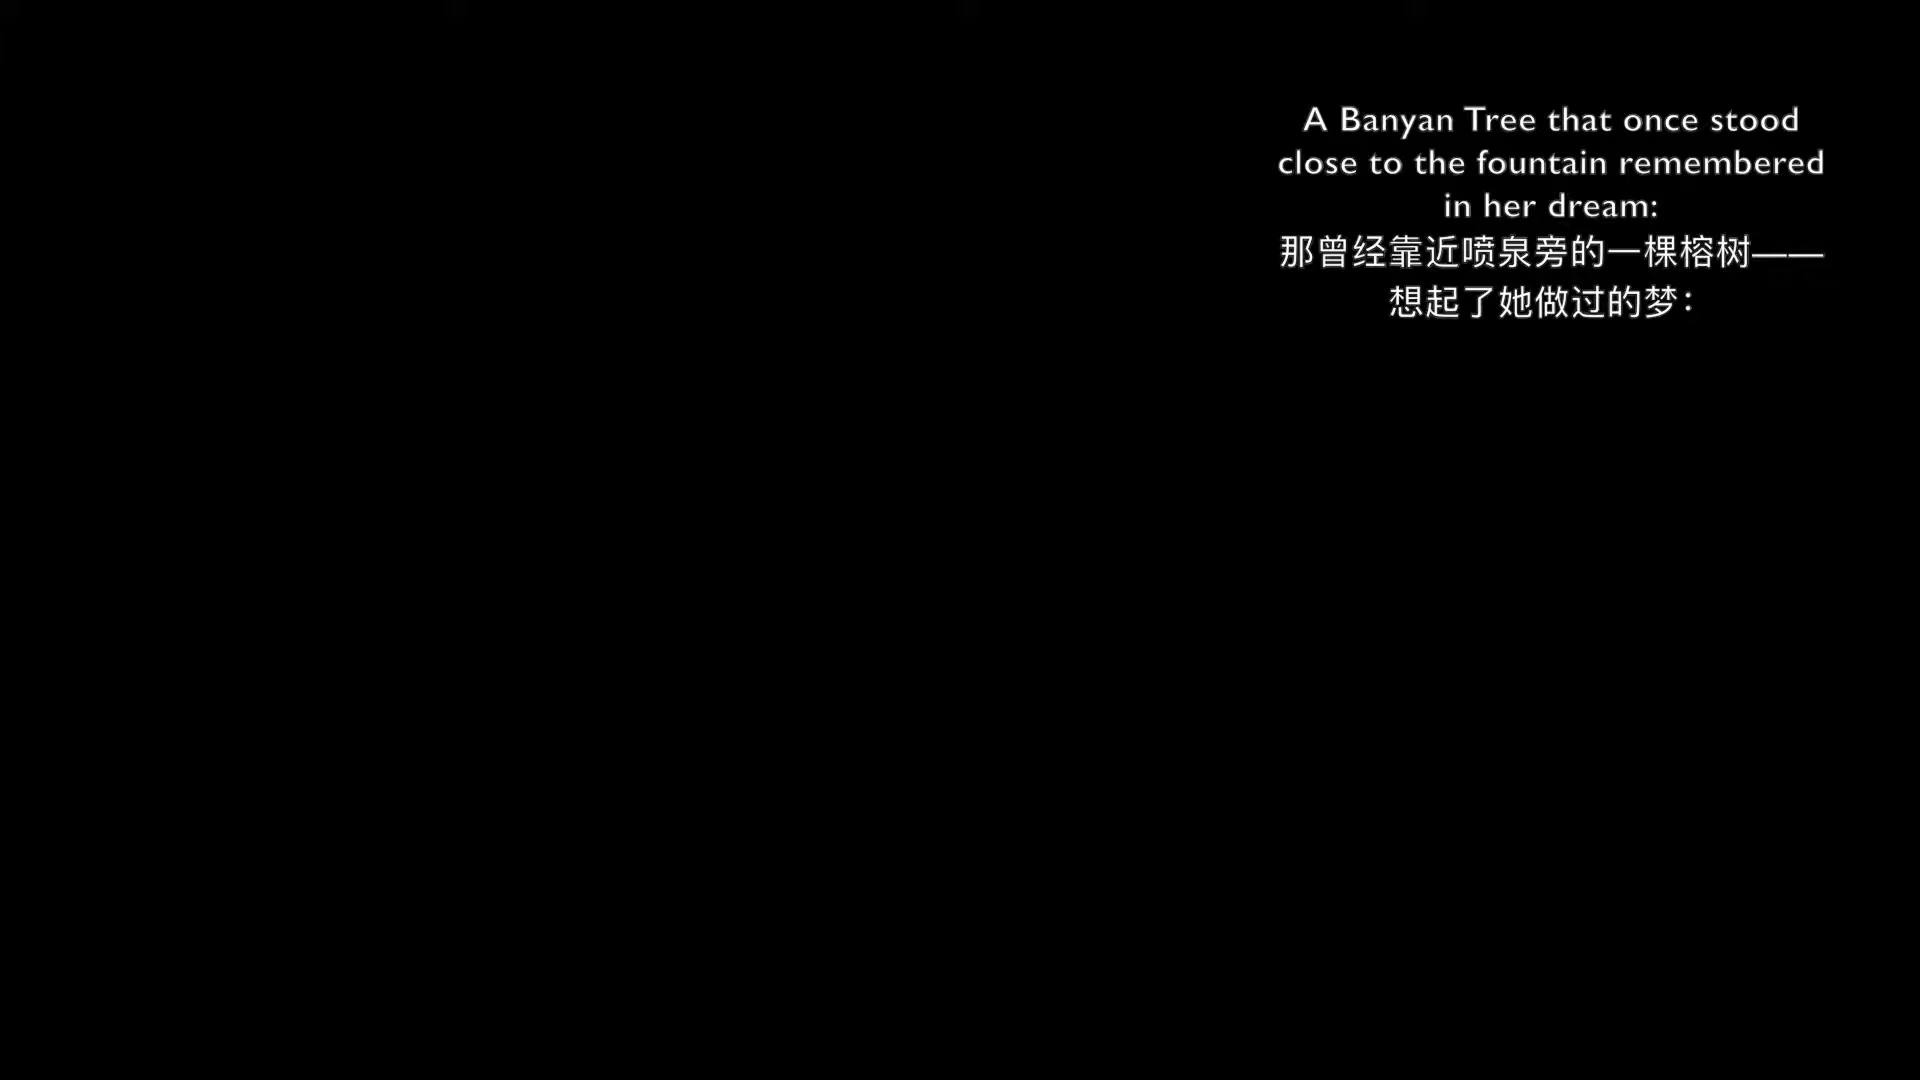 A Banyan Tree that once stood
close to the fountain remembered
in her dream:
那曾经靠近喷泉旁的一棵榕树——
想起了她做过的梦：